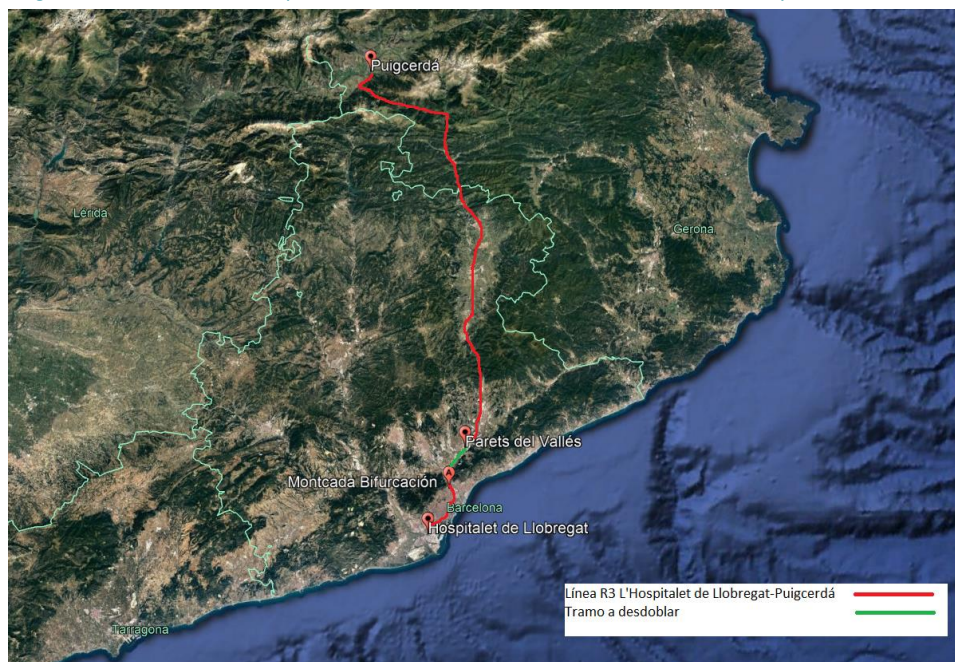 Puigcerdá
Lérida
Gerona
Parets del Vallés
Montcada Bifurcación
Barcelona
Hospitalet de Llobregat
Línea R3 L'Hospitalet de Llobregat-Puigcerdá
Tramo a desdoblar
Tarragona